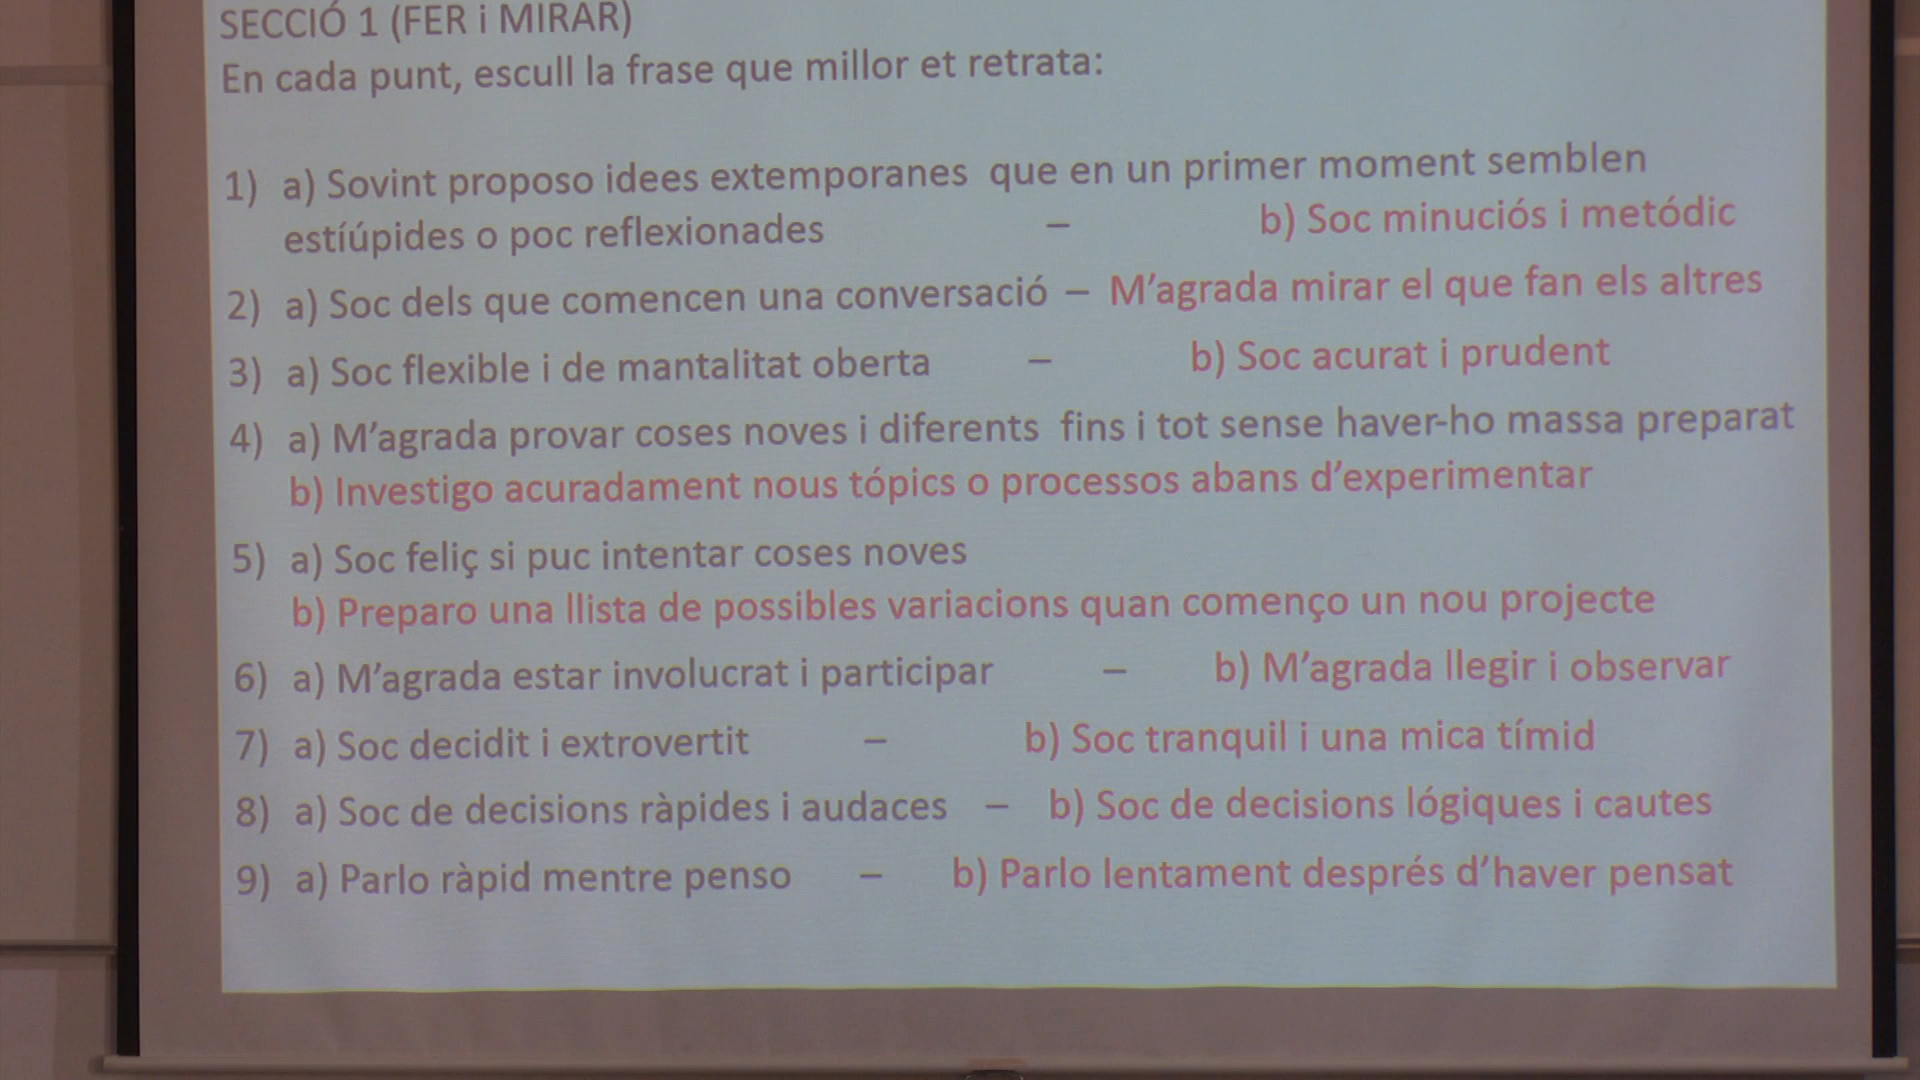 SECCIÓ 1 (FER i MIRAR)
En cada punt, escull la frase que millor et retrata:
1) a) Sovint proposo idees extemporanes que en un primer moment semblen
estíúpides o poc reflexionades – b) Soc minuciós i metódic
2) a) Soc dels que comencen una conversació – M’agrada mirar el que fan els altres
3) a) Soc flexible i de mantalitat oberta – b) Soc acurat i prudent
4) a) M’agrada provar coses noves i diferents fins i tot sense haver-ho massa preparat
b) Investigo acuradament nous tópics o processos abans d’experimentar
5) a) Soc feliç si puc intentar coses noves
b) Preparo una llista de possibles variacions quan començo un nou projecte
6) a) M’agrada estar involucrat i participar – b) M’agrada llegir i observar
7) a) Soc decidit i extrovertit – b) Soc tranquil i una mica tímid
8) a) Soc de decisions ràpides i audaces – b) Soc de decisions lógiques i cautes
9) a) Parlo ràpid mentre penso – b) Parlo lentament després d’haver pensat